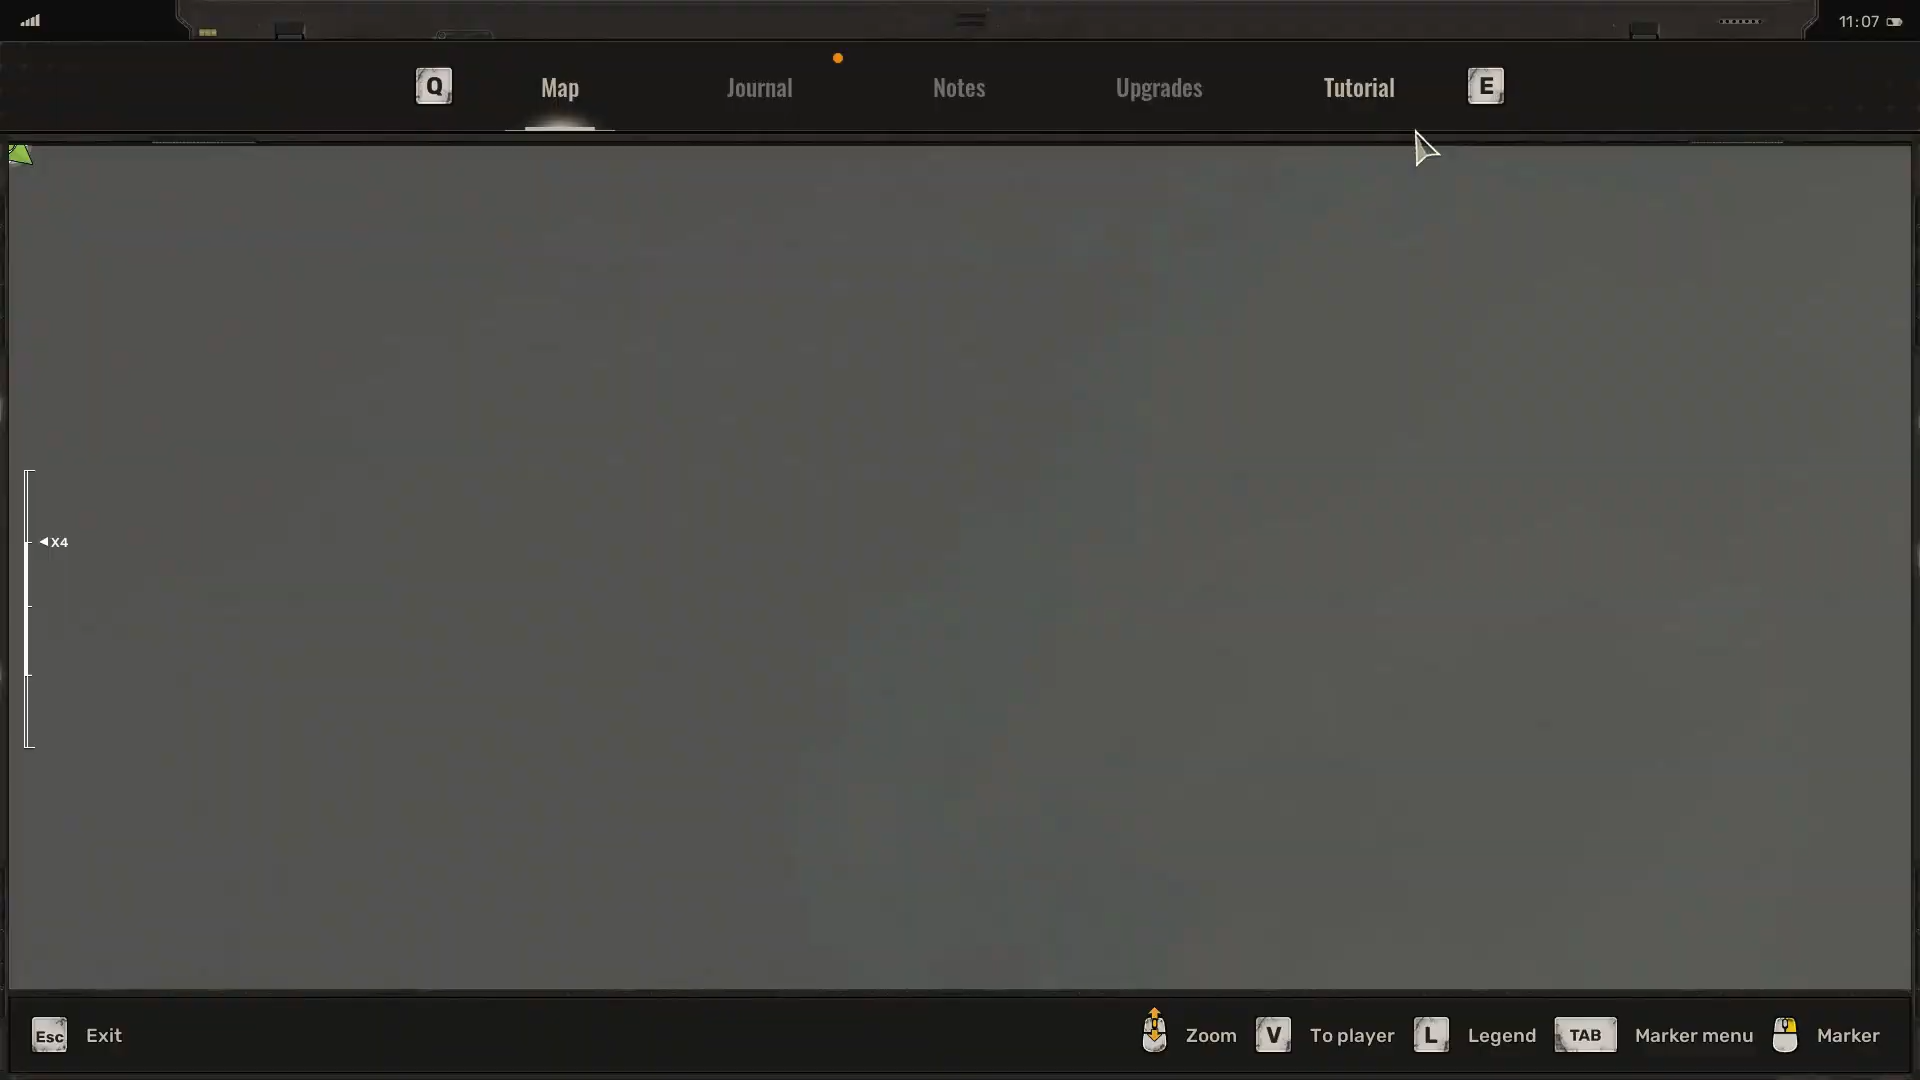 11:07
Q Map Journal Notes Upgrades Tutorial E
X4
Esc Exit Zoom V To player L Legend TAB Marker menu Marker